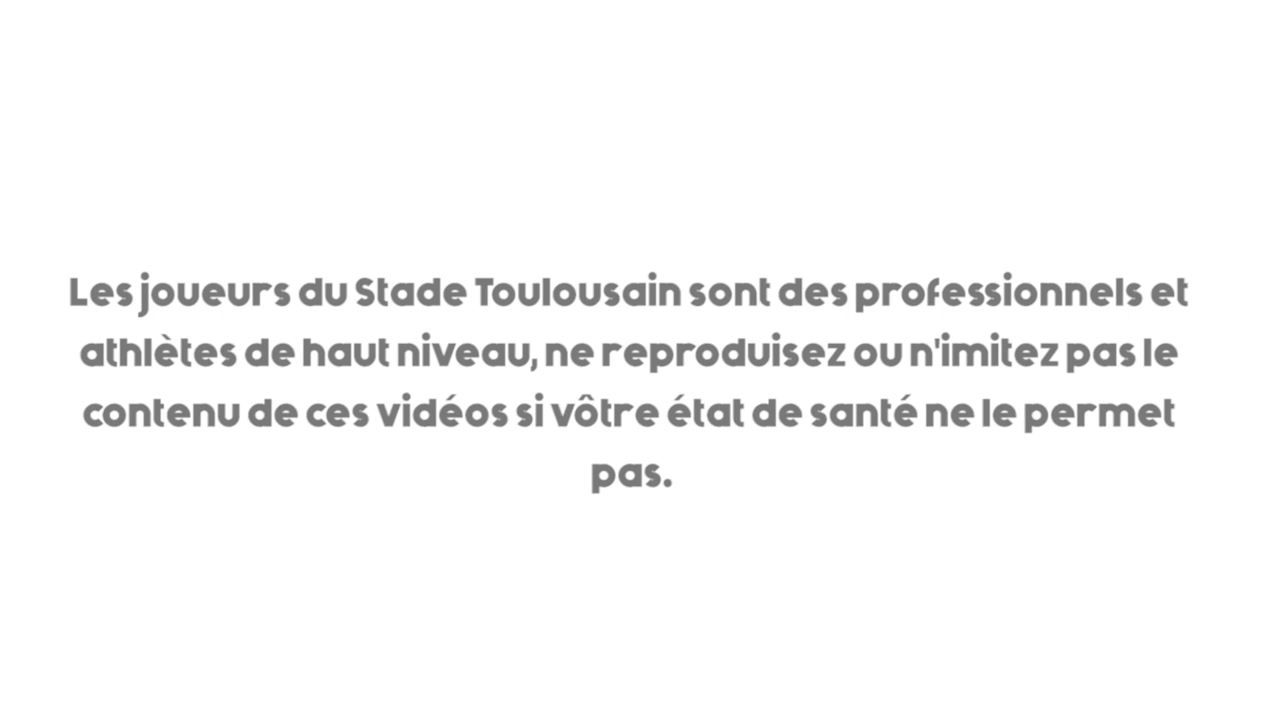 Les joueurs du Stade Toulousain sont des professionnels et
athlètes de haut niveau, ne reproduisez ou n'imitez pas le
contenu de ces vidéos si vôtre état de santé ne le permet
pas.